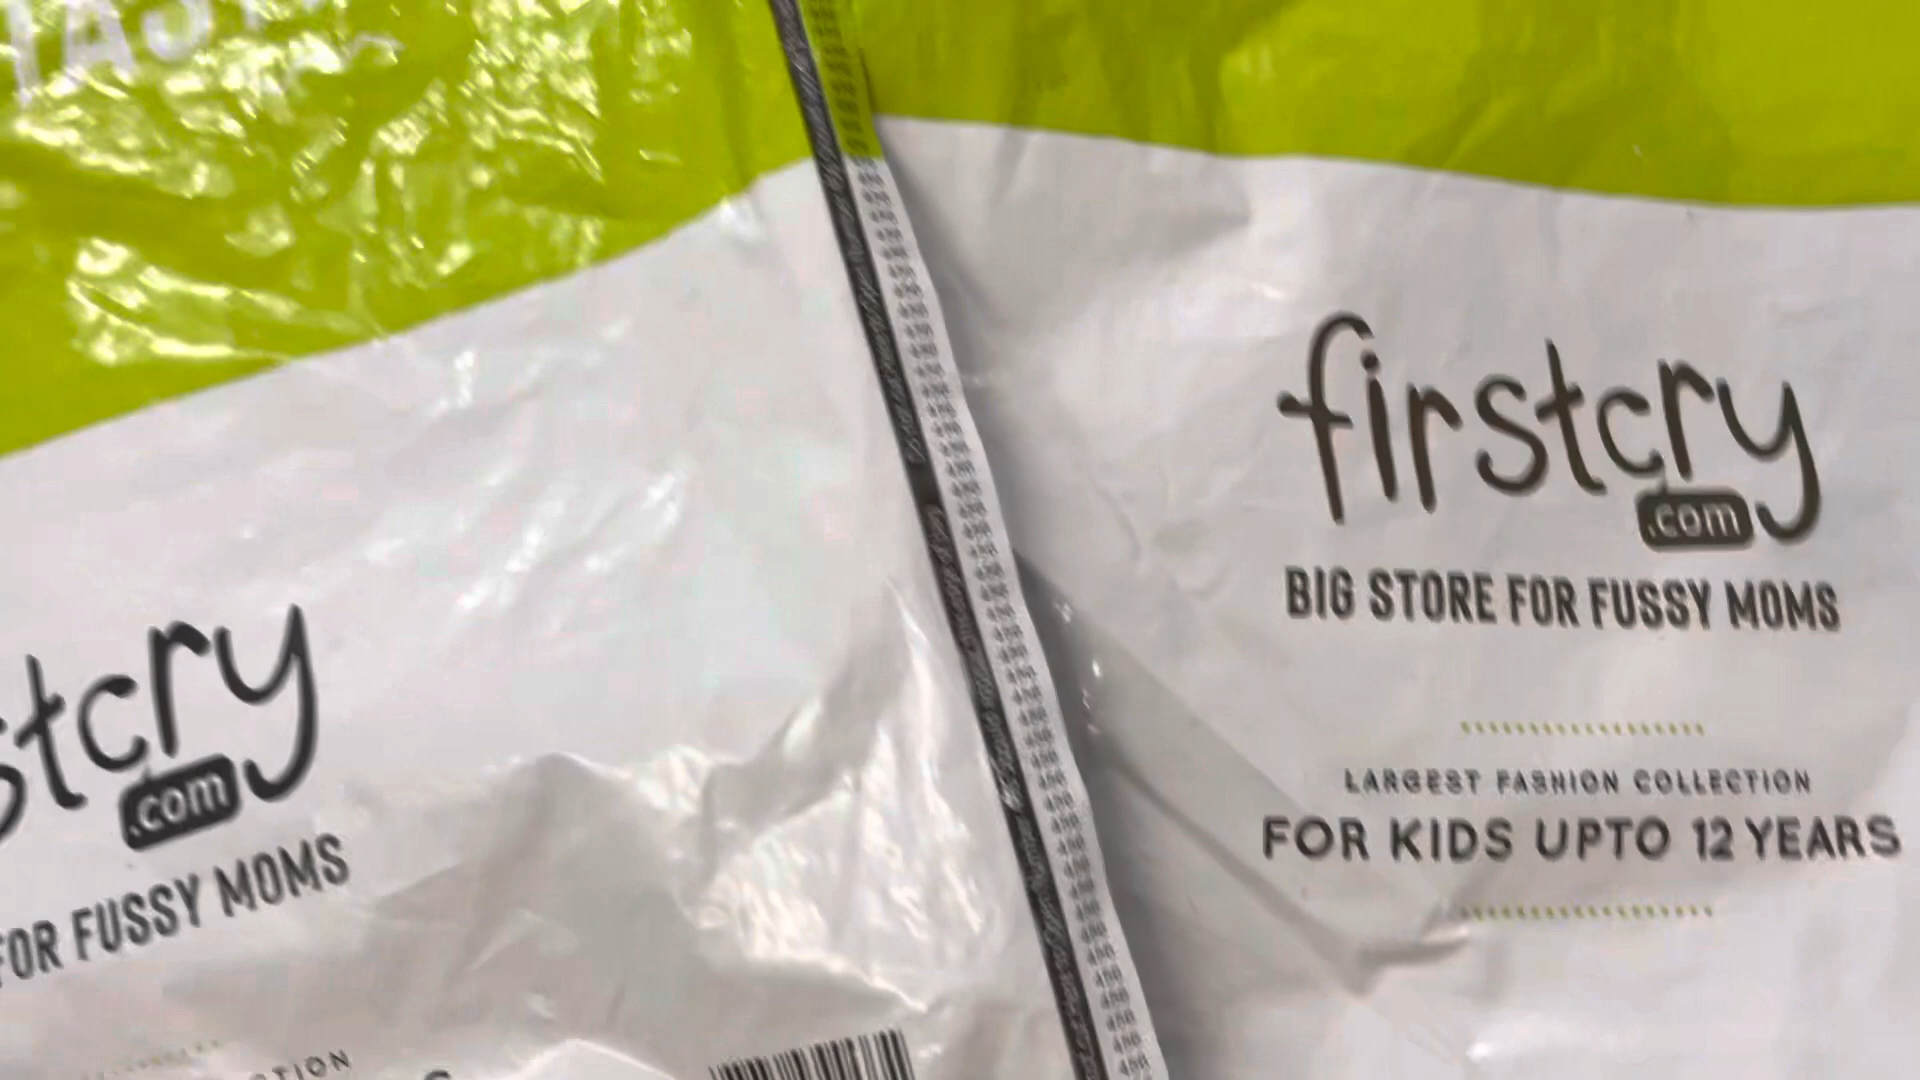 firstcry
.com
BIG STORE FOR FUSSY MOMS
LARGEST FASHION COLLECTION
FOR KIDS UPTO 12 YEARS
stcry
.com
FOR FUSSY MOMS
CTION